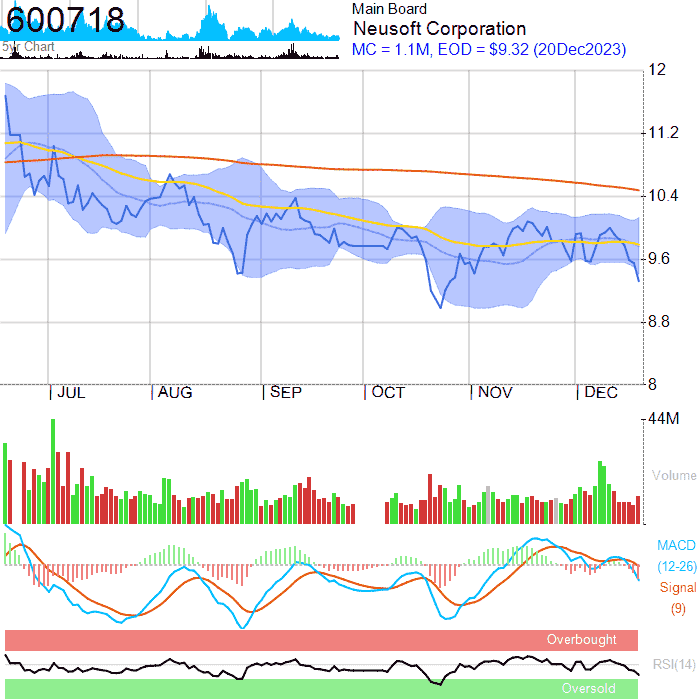 600718
5yr Chart
Main Board
Neusoft Corporation
MC = 1.1M, EOD = $9.32 (20Dec2023)
12
11.2
10.4
9.6
8.8
8
JUL
AUG
SEP
OCT
NOV
DEC
44M
Volume
MACD
(12-26)
Signal
(9)
Overbought
RSI(14)
Oversold